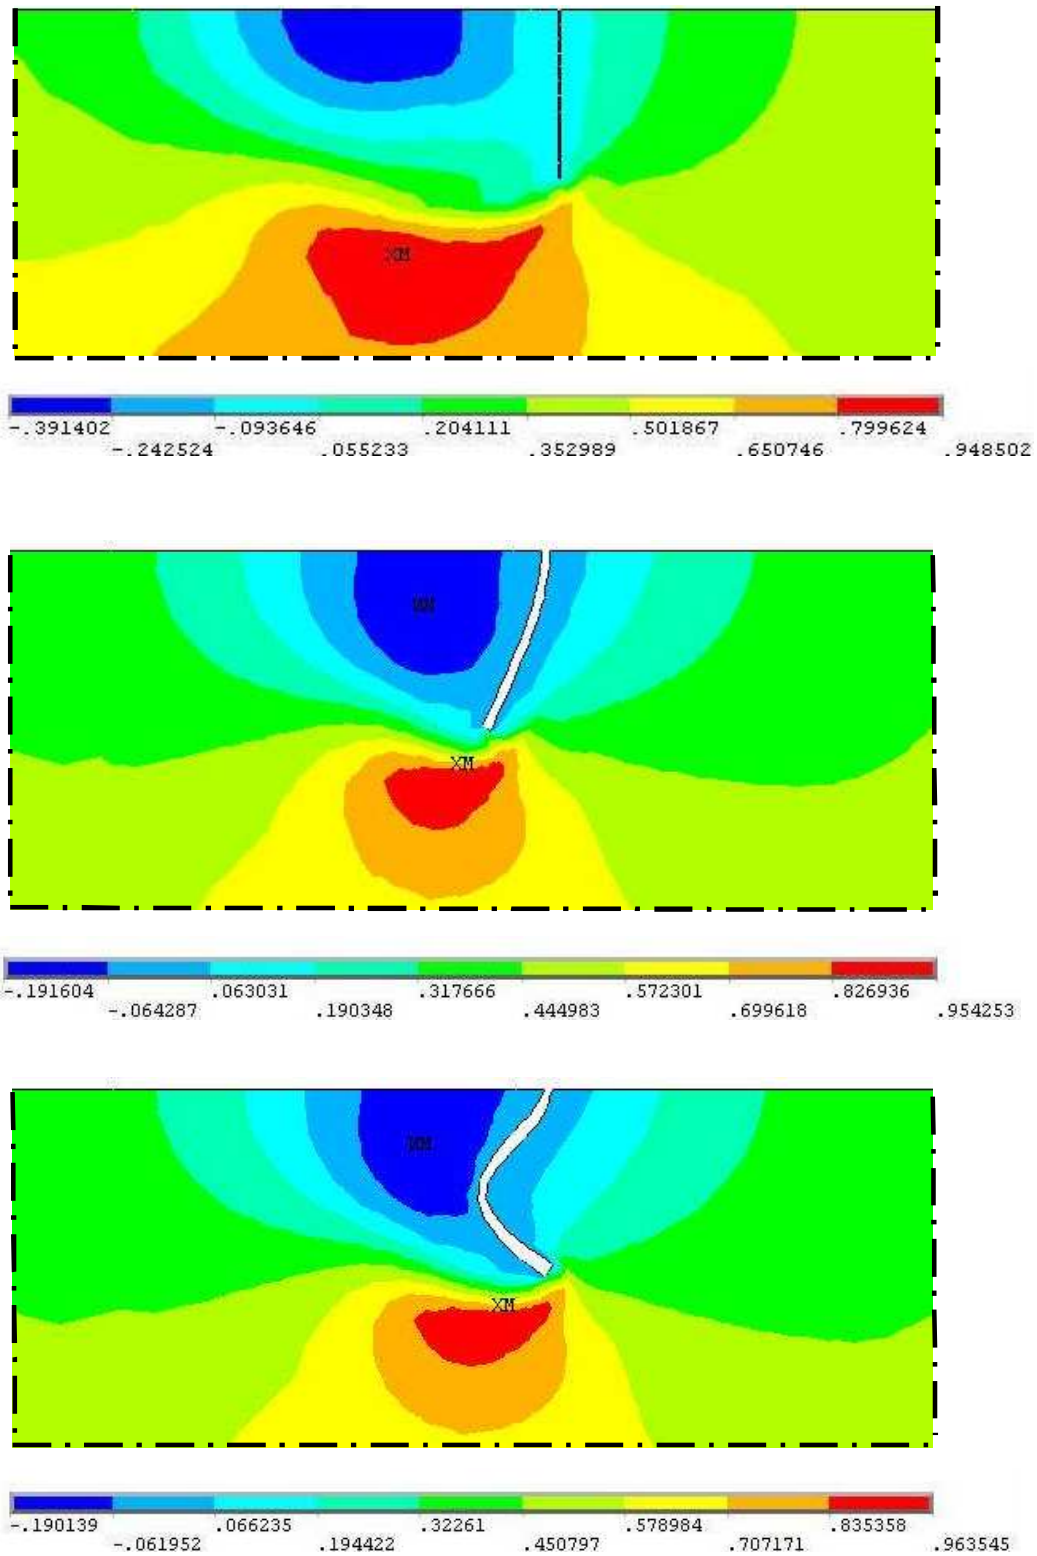 XM
-.391402 -.093646 .204111 .501867 .799624
-.242524 .055233 .352989 .650746 .948502
MN
XM
-.191604 .063031 .317666 .572301 .826936
-.064287 .190348 .444983 .699618 .954253
MN
XM
-.190139 .066235 .32261 .578984 .835358
-.061952 .194422 .450797 .707171 .963545